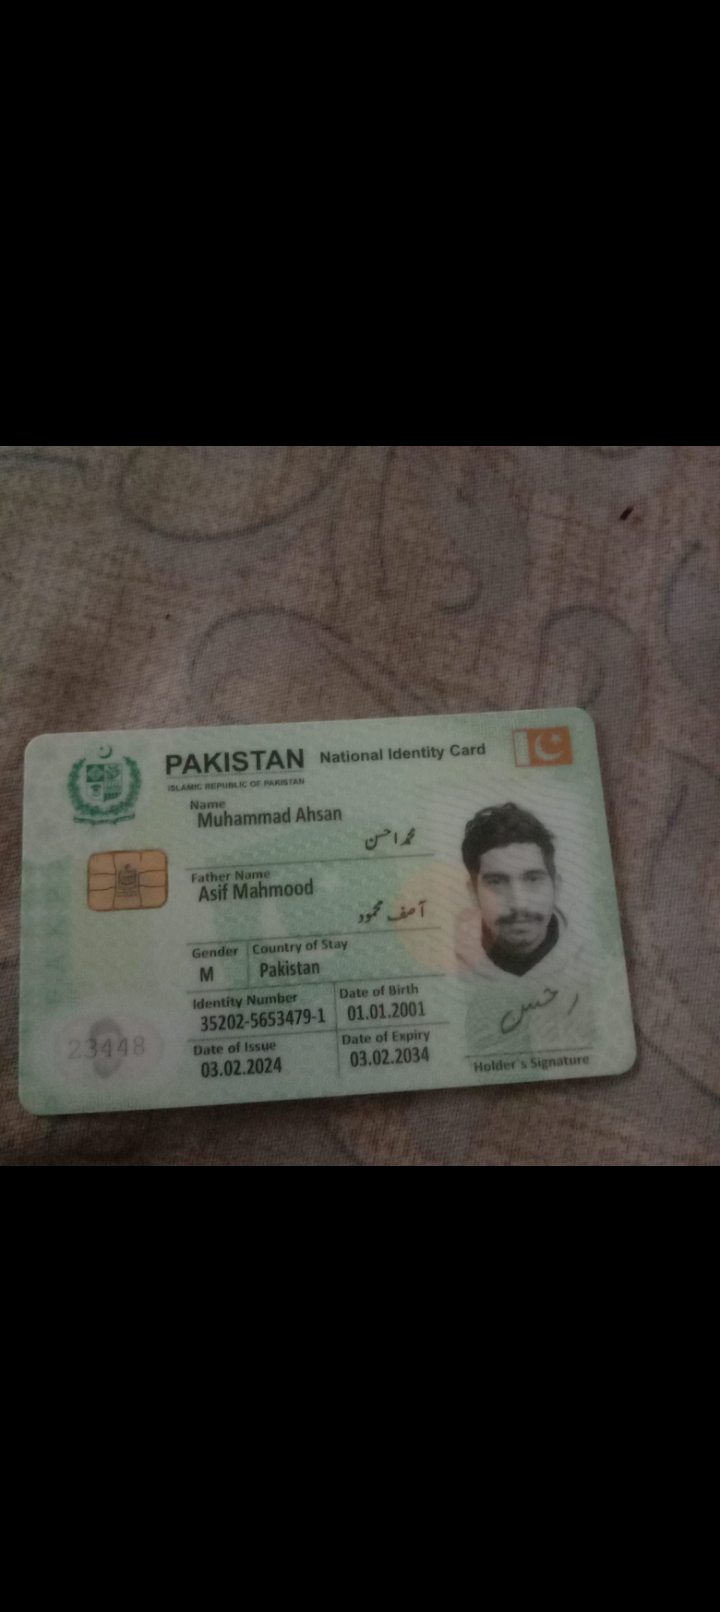 PAKISTAN National Identity Card
ISLAMIC REPUBLIC OF PAKISTAN
Name
Muhammad Ahsan
محمد احسن
Father Name
Asif Mahmood
آصف محمود
Gender Country of Stay
M Pakistan
Identity Number Date of Birth
35202-5653479-1 01.01.2001
Date of Issue Date of Expiry
03.02.2024 03.02.2034
23448
Holder's Signature